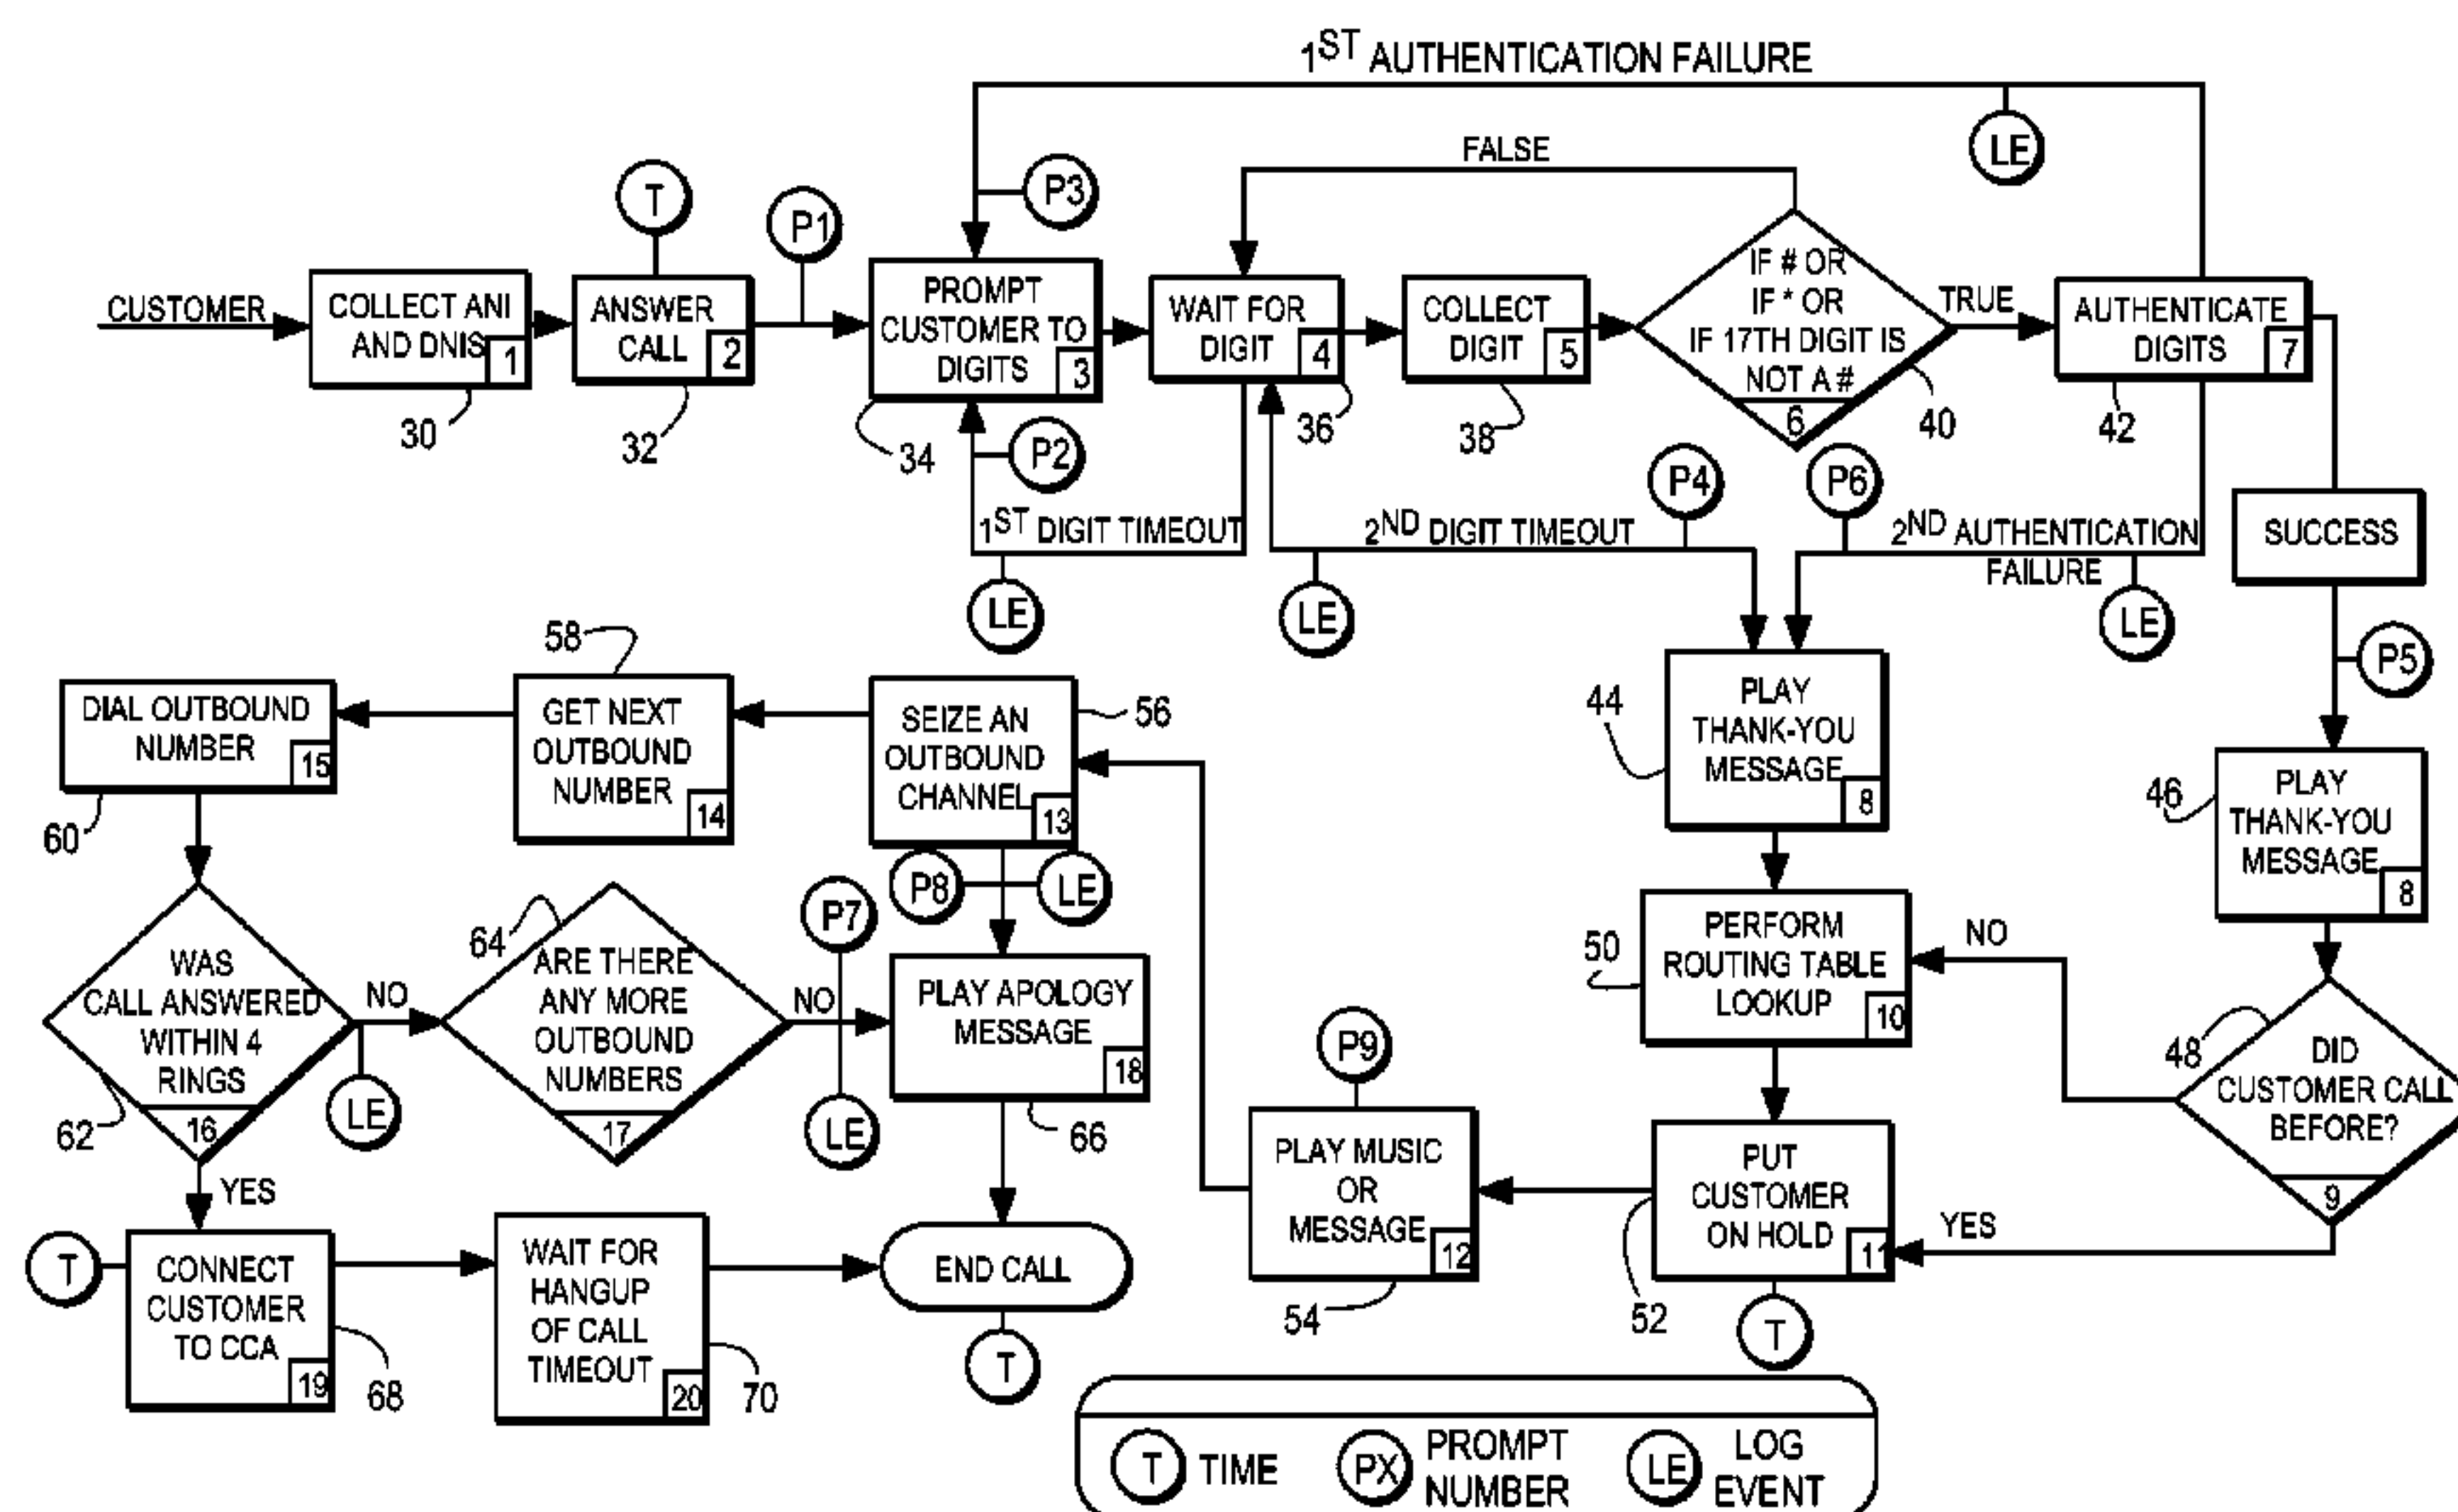 1ST AUTHENTICATION FAILURE
LE
FALSE
P3
T
P1
CUSTOMER
COLLECT ANI
AND DNIS
1
30
ANSWER
CALL
2
32
PROMPT
CUSTOMER TO
DIGITS
3
34
WAIT FOR
DIGIT
4
36
COLLECT
DIGIT
5
38
IF # OR
IF * OR
IF 17TH DIGIT IS
NOT A #
6
40
TRUE
AUTHENTICATE
DIGITS
7
42
P2
1ST DIGIT TIMEOUT
LE
2ND DIGIT TIMEOUT
P4
LE
P6
2ND AUTHENTICATION
FAILURE
LE
SUCCESS
P5
DIAL OUTBOUND
NUMBER
15
60
58
GET NEXT
OUTBOUND
NUMBER
14
SEIZE AN
OUTBOUND
CHANNEL
13
56
44
PLAY
THANK-YOU
MESSAGE
8
46
PLAY
THANK-YOU
MESSAGE
8
P8
LE
WAS
CALL ANSWERED
WITHIN 4
RINGS
16
62
NO
LE
64
ARE THERE
ANY MORE
OUTBOUND
NUMBERS
17
NO
P7
LE
PLAY APOLOGY
MESSAGE
18
66
50
PERFORM
ROUTING TABLE
LOOKUP
10
NO
48
DID
CUSTOMER CALL
BEFORE?
9
YES
P9
PLAY MUSIC
OR
MESSAGE
12
54
PUT
CUSTOMER
ON HOLD
11
52
T
YES
T
CONNECT
CUSTOMER
TO CCA
19
68
WAIT FOR
HANGUP
OF CALL
TIMEOUT
20
70
END CALL
T
T TIME
PX PROMPT
NUMBER
LE LOG
EVENT